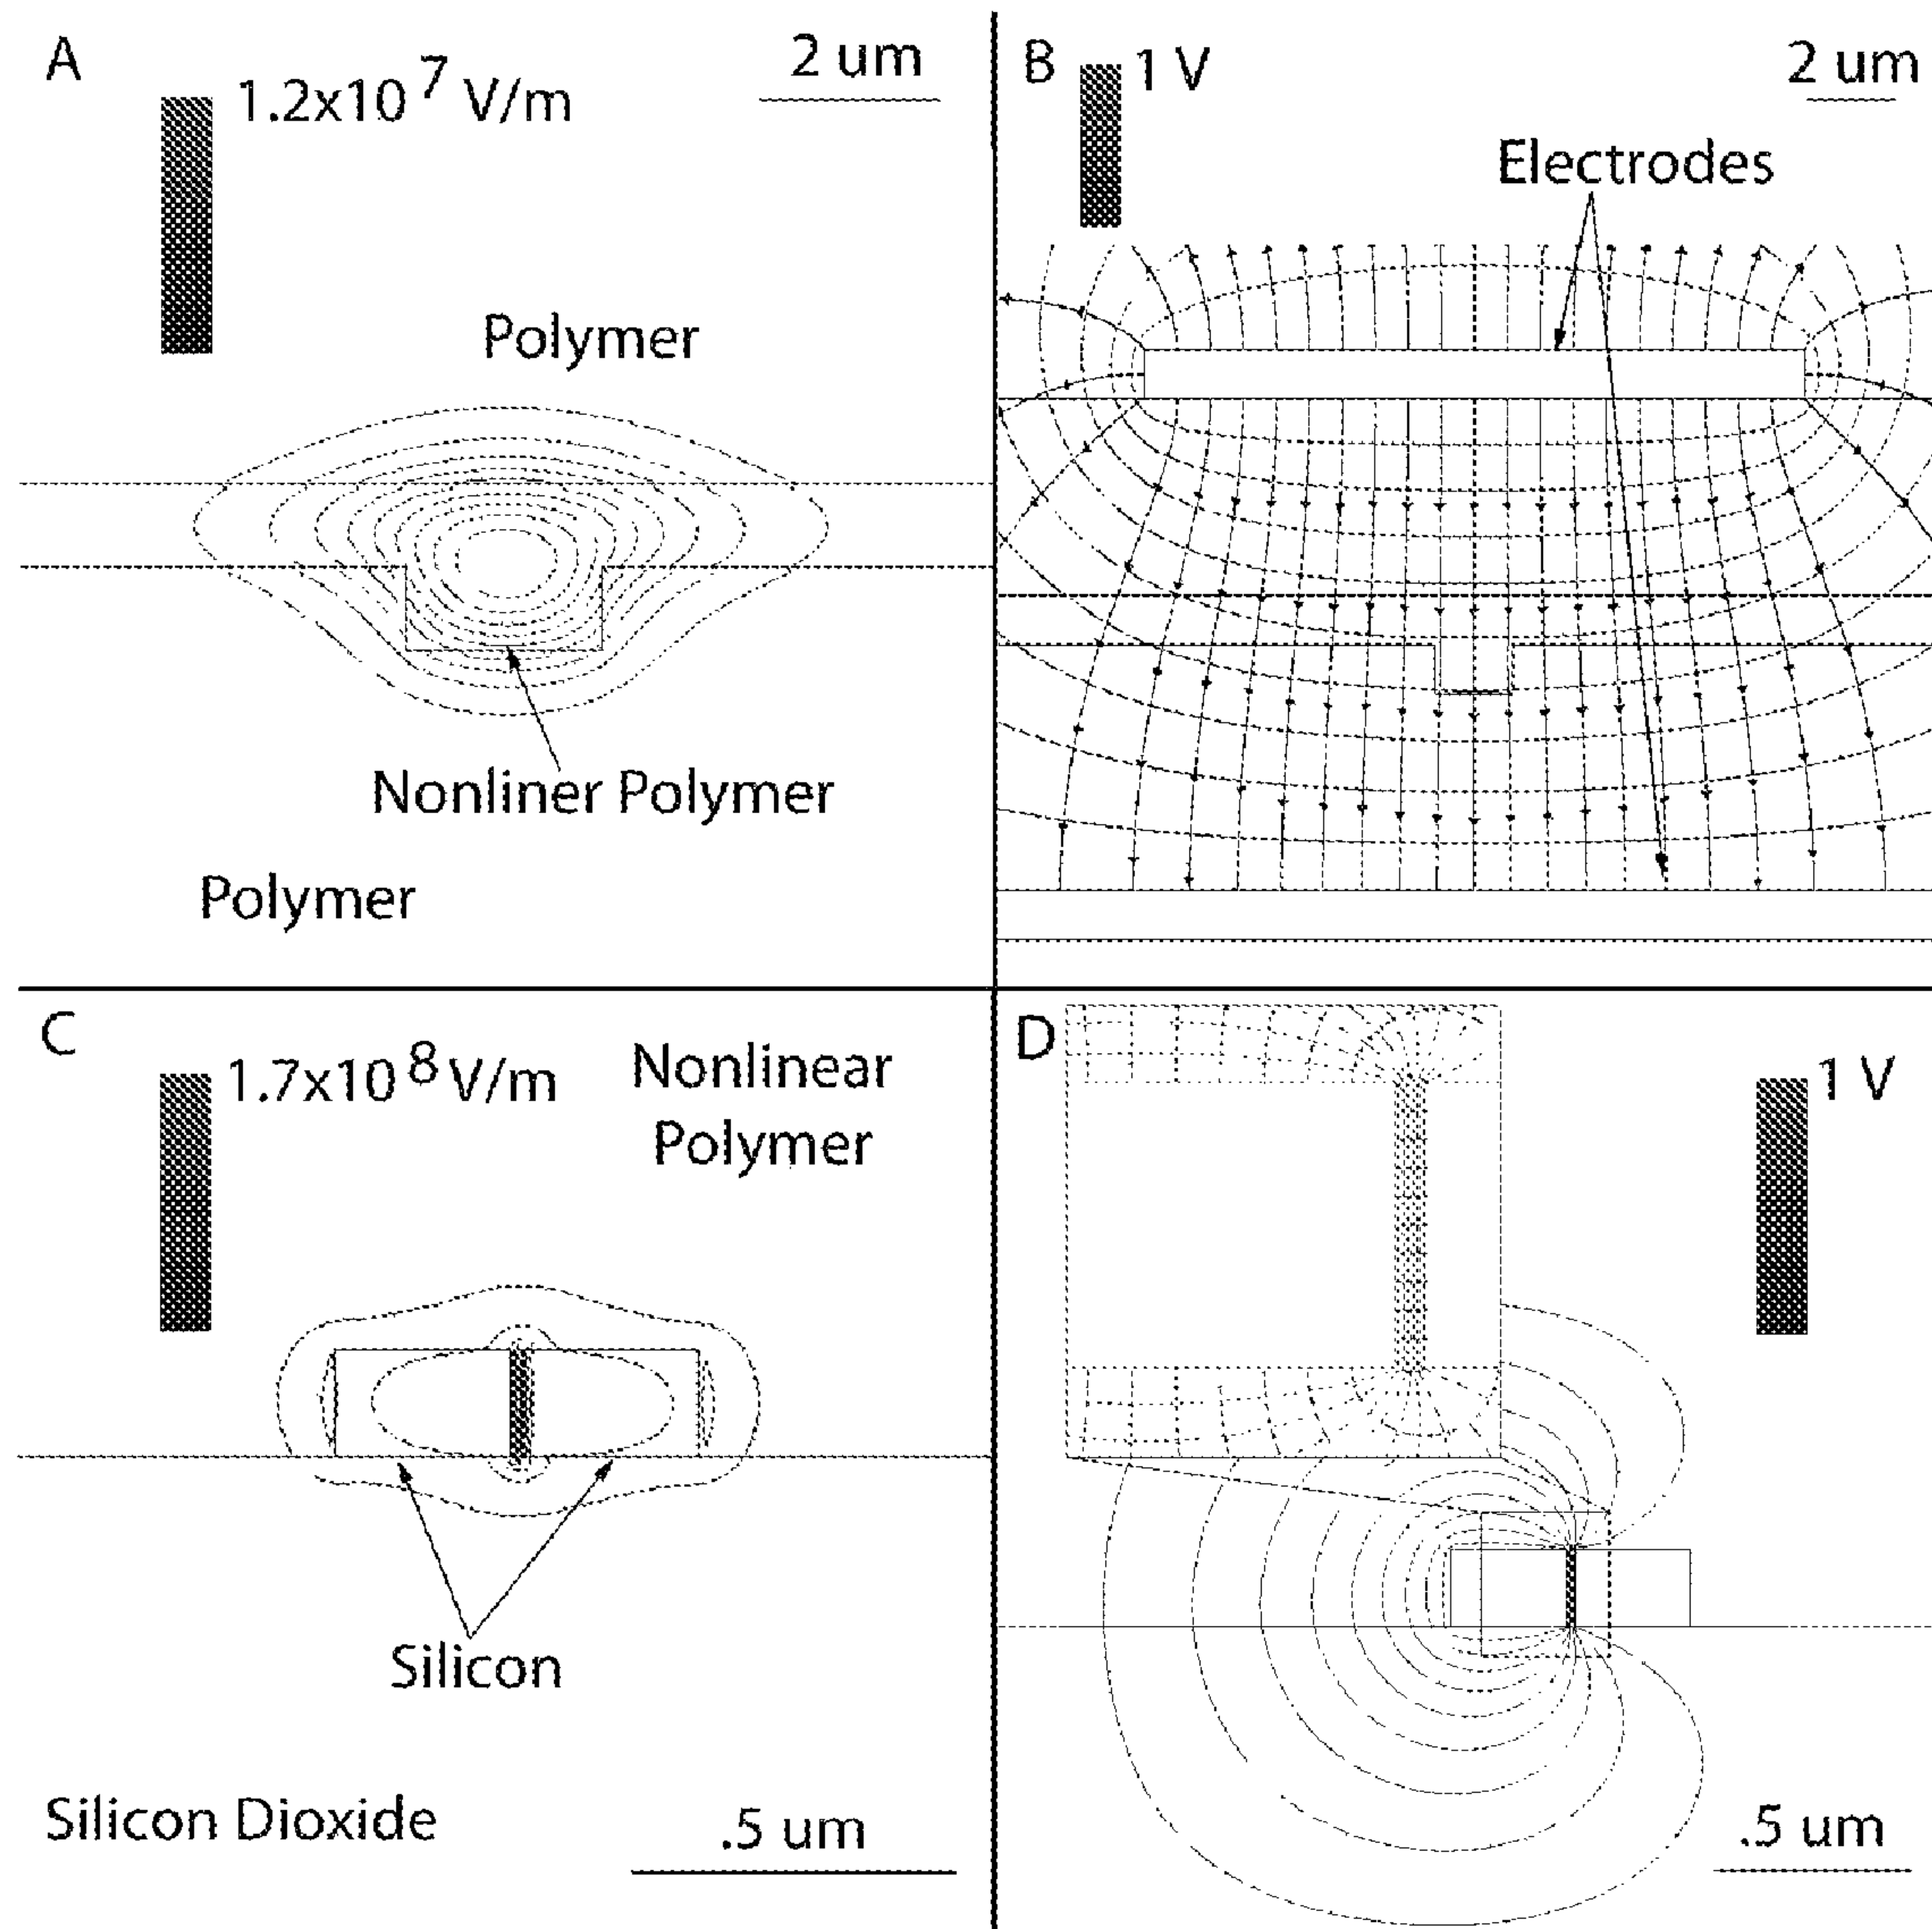 A
1.2x10 7 V/m
2 um
Polymer
Nonliner Polymer
Polymer
B
1 V
2 um
Electrodes
C
1.7x10 8 V/m
Nonlinear
Polymer
Silicon
Silicon Dioxide
.5 um
D
1 V
.5 um